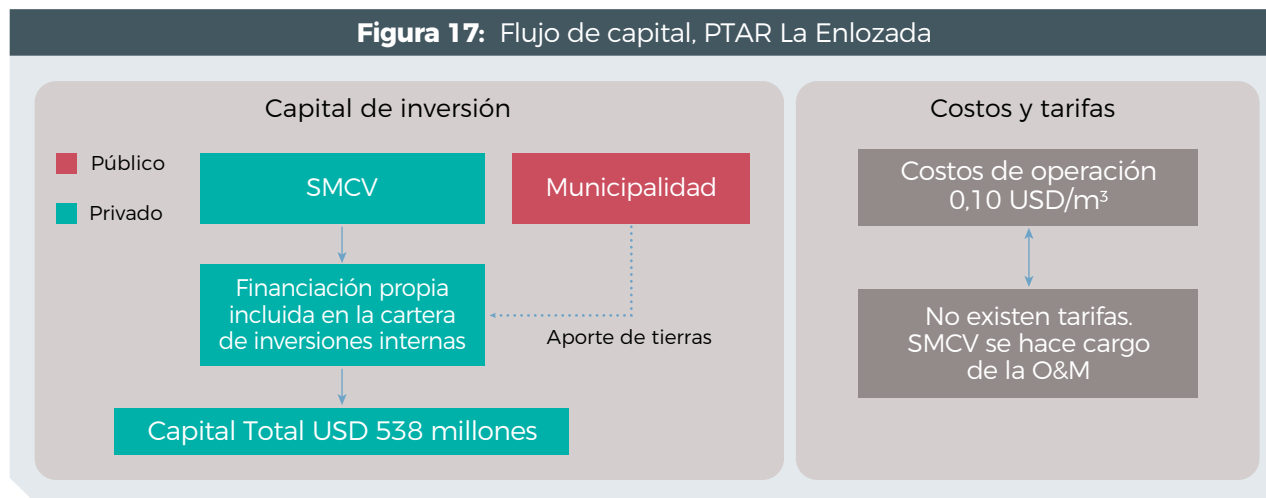 Figura 17: Flujo de capital, PTAR La Enlozada
Capital de inversión
Público
Privado
SMCV
Municipalidad
Financiación propia
incluida en la cartera
de inversiones internas
Aporte de tierras
Capital Total USD 538 millones
Costos y tarifas
Costos de operación
0,10 USD/m³
No existen tarifas.
SMCV se hace cargo
de la O&M